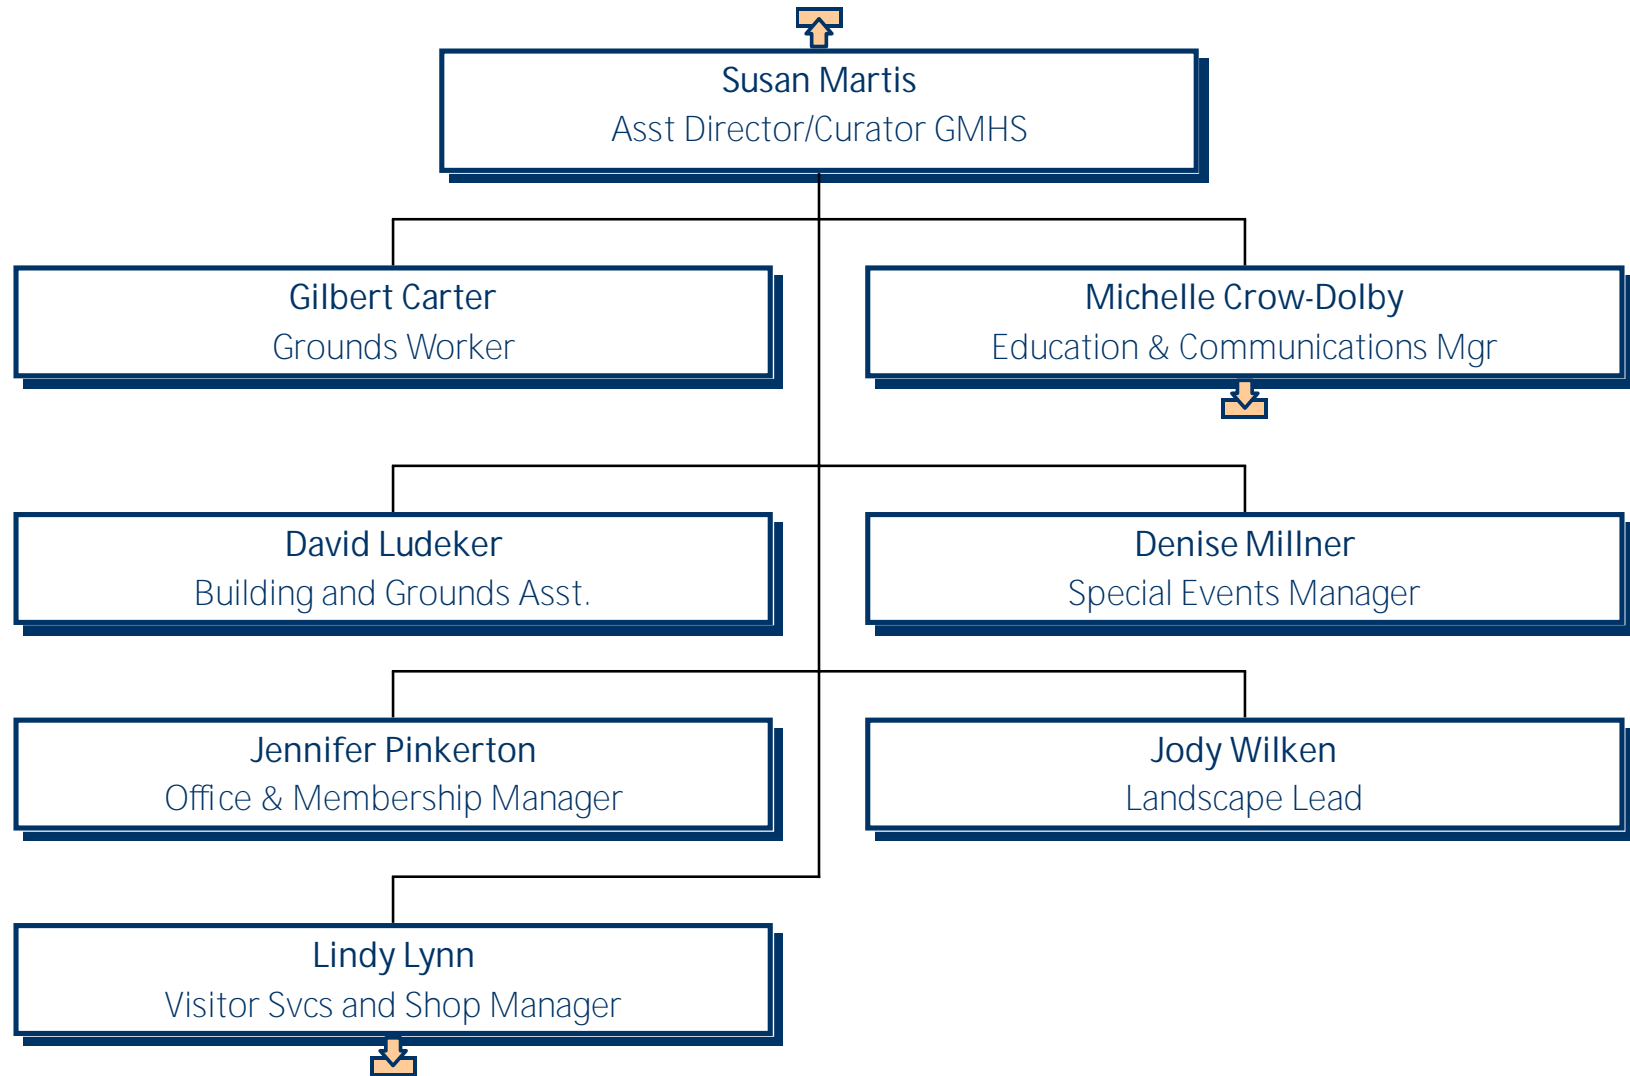 Susan Martis
Asst Director/Curator GMHS
Gilbert Carter
Grounds Worker
Michelle Crow-Dolby
Education & Communications Mgr
David Ludeker
Building and Grounds Asst.
Denise Millner
Special Events Manager
Jennifer Pinkerton
Office & Membership Manager
Jody Wilken
Landscape Lead
Lindy Lynn
Visitor Svcs and Shop Manager